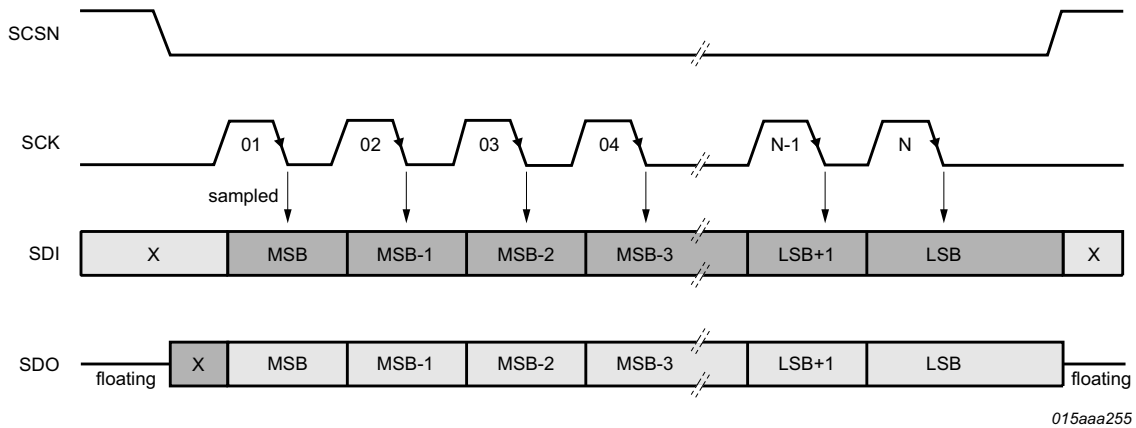 SCSN
SCK
01 02 03 04 N-1 N
sampled
SDI
X MSB MSB-1 MSB-2 MSB-3 LSB+1 LSB X
SDO
X MSB MSB-1 MSB-2 MSB-3 LSB+1 LSB
floating floating
015aaa255